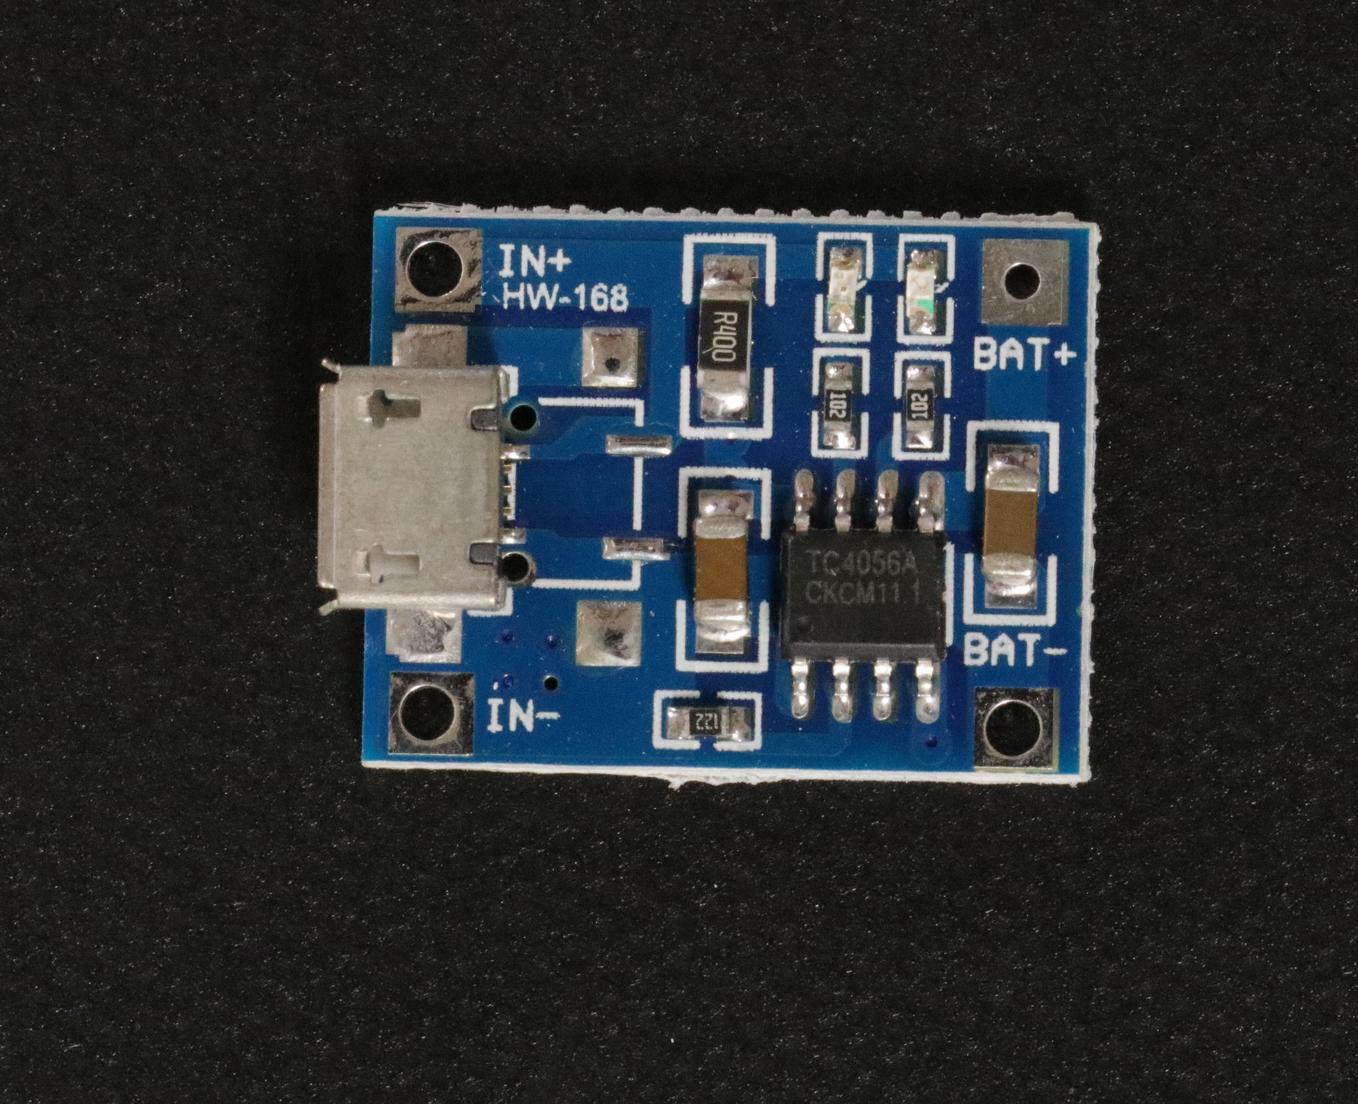 IN+
HW-168
R400
102
102
BAT+
TC4056A
CKCM11 1
BAT-
IN-
122